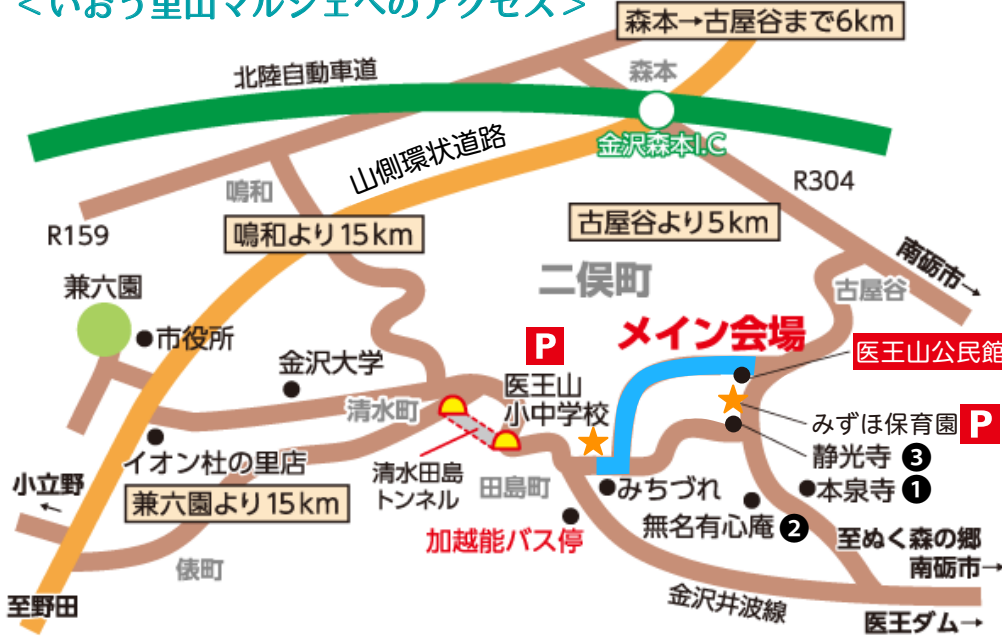 ＜いおう里山マルシェへのアクセス＞
森本→古屋谷まで6km
北陸自動車道
森本
金沢森本I.C
山側環状道路
鳴和
R304
R159
鳴和より15km
古屋谷より5km
南砺市→
兼六園
二俣町
古屋谷
市役所
P
メイン会場
医王山公民館
金沢大学
医王山
小中学校
清水町
みずほ保育園
P
静光寺 ❸
イオン杜の里店
清水田島
トンネル
田島町
みちづれ
本泉寺 ❶
小立野
←
兼六園より15km
加越能バス停
無名有心庵 ❷
至ぬく森の郷
南砺市→
俵町
至野田
金沢井波線
医王ダム→